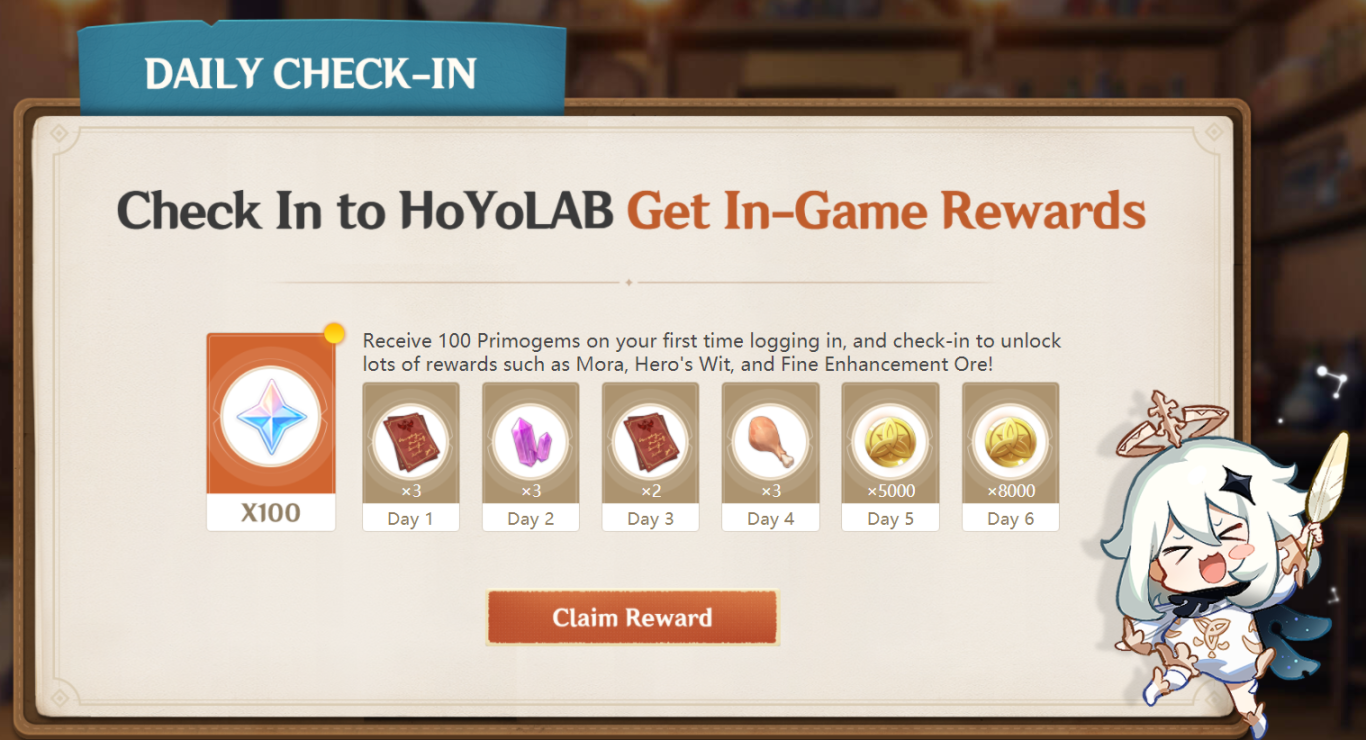 DAILY CHECK-IN
Check In to HoYoLAB Get In-Game Rewards
Receive 100 Primogems on your first time logging in, and check-in to unlock
lots of rewards such as Mora, Hero's Wit, and Fine Enhancement Ore!
X100
×3
Day 1
×3
Day 2
×2
Day 3
×3
Day 4
×5000
Day 5
×8000
Day 6
Claim Reward